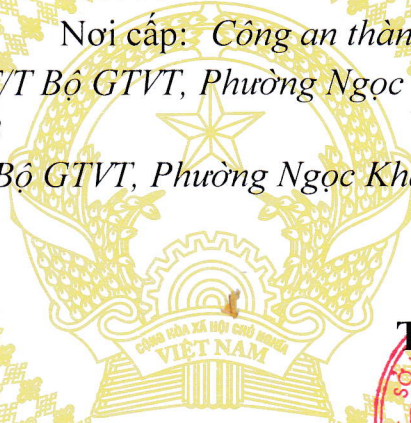 Nơi cấp: Công an thàn
/T Bộ GTVT, Phường Ngọc
Bộ GTVT, Phường Ngọc Kh
CỘNG HÒA XÃ HỘI CHỦ NGHĨA
VIỆT NAM
T
SỞ